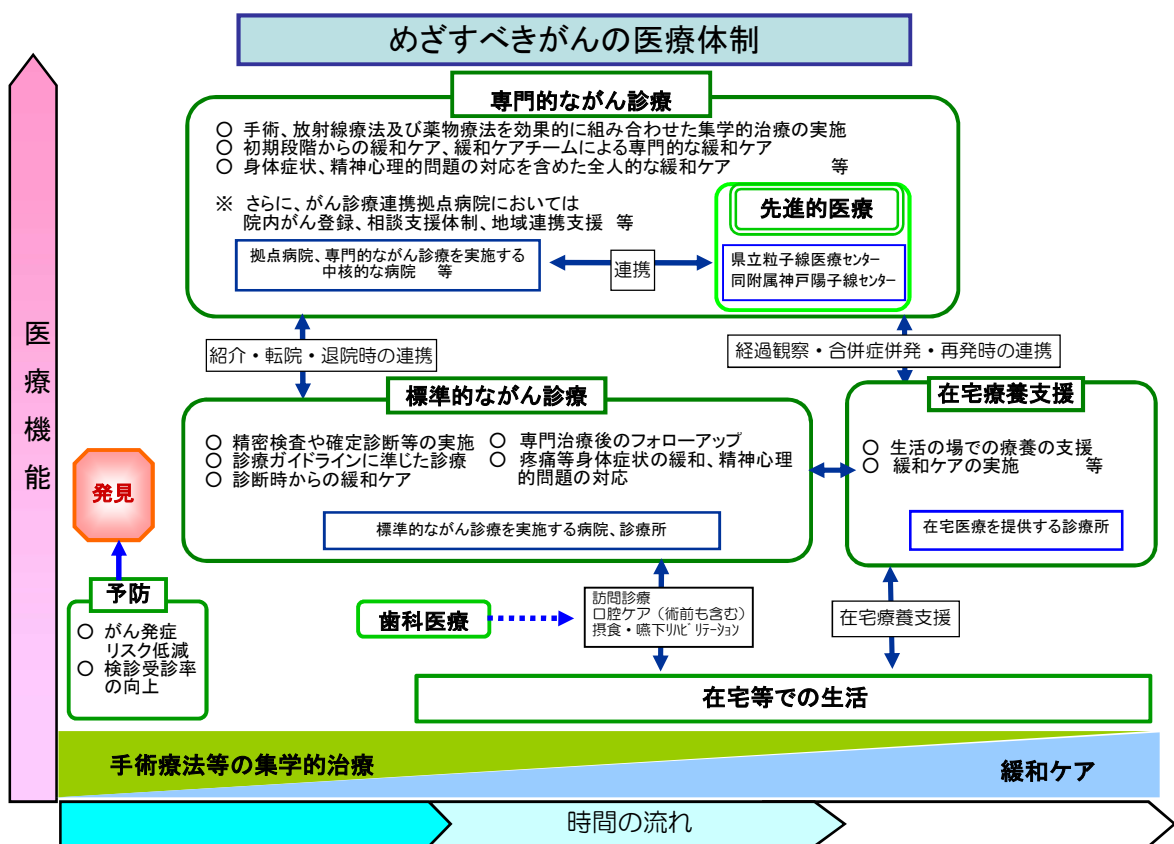 めざすべきがんの医療体制
専門的ながん診療
○ 手術、放射線療法及び薬物療法を効果的に組み合わせた集学的治療の実施
○ 初期段階からの緩和ケア、緩和ケアチームによる専門的な緩和ケア
○ 身体症状、精神心理的問題の対応を含めた全人的な緩和ケア 等
※ さらに、がん診療連携拠点病院においては
院内がん登録、相談支援体制、地域連携支援 等
拠点病院、専門的ながん診療を実施する
中核的な病院 等
連携
先進的医療
県立粒子線医療センター
同附属神戸陽子線センター
医療機能
紹介・転院・退院時の連携
経過観察・合併症併発・再発時の連携
標準的ながん診療
○ 精密検査や確定診断等の実施
○ 診療ガイドラインに準じた診療
○ 診断時からの緩和ケア
○ 専門治療後のフォローアップ
○ 疼痛等身体症状の緩和、精神心理
的問題の対応
標準的ながん診療を実施する病院、診療所
在宅療養支援
○ 生活の場での療養の支援
○ 緩和ケアの実施 等
在宅医療を提供する診療所
発見
予防
○ がん発症
リスク低減
○ 検診受診率
の向上
歯科医療
訪問診療
口腔ケア（術前も含む）
摂食・嚥下ﾘﾊﾋﾞﾘﾃｰｼｮﾝ
在宅療養支援
在宅等での生活
手術療法等の集学的治療
緩和ケア
時間の流れ